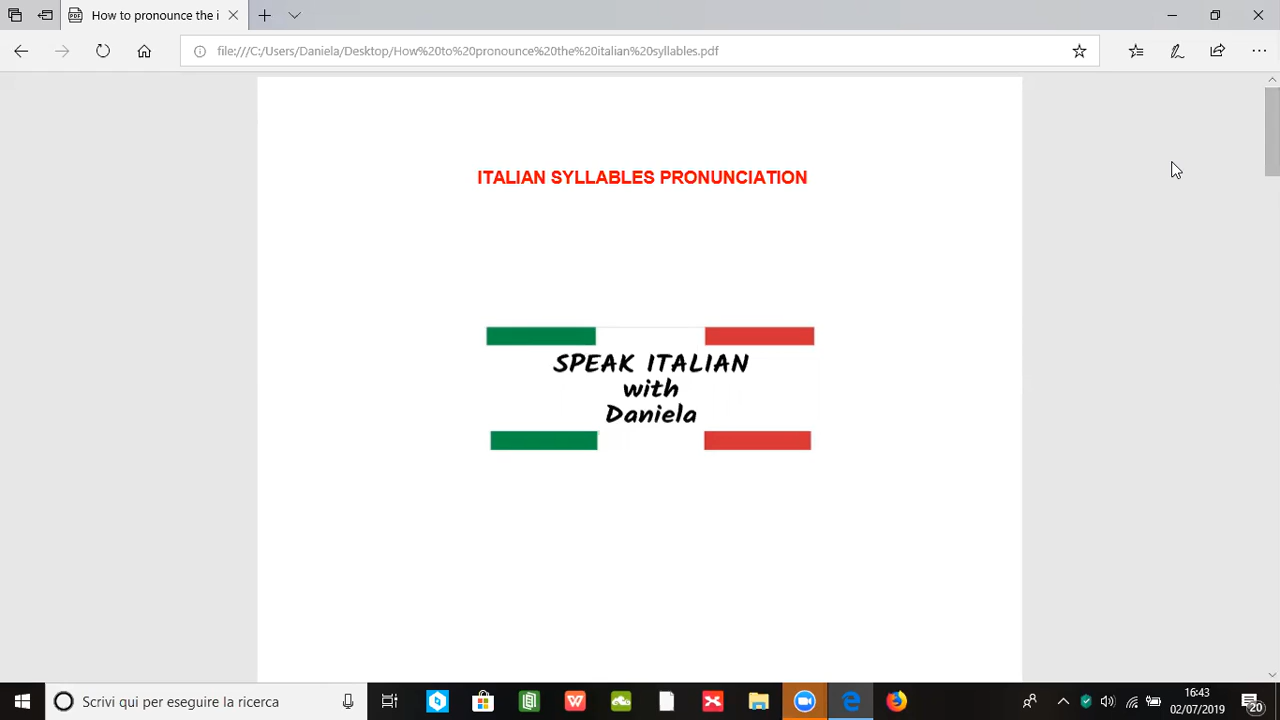 How to pronounce the i
file:///C:/Users/Daniela/Desktop/How%20to%20pronounce%20the%20italian%20syllables.pdf
ITALIAN SYLLABLES PRONUNCIATION
SPEAK ITALIAN
with
Daniela
Scrivi qui per eseguire la ricerca
16:43
02/07/2019
20